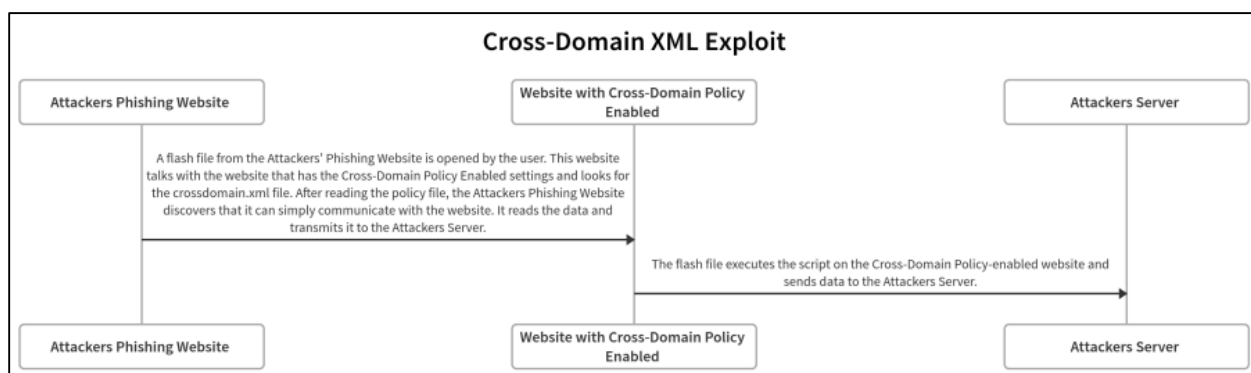 Cross-Domain XML Exploit
Attackers Phishing Website
Website with Cross-Domain Policy
Enabled
Attackers Server
A flash file from the Attackers' Phishing Website is opened by the user. This website
talks with the website that has the Cross-Domain Policy Enabled settings and looks for
the crossdomain.xml file. After reading the policy file, the Attackers Phishing Website
discovers that it can simply communicate with the website. It reads the data and
transmits it to the Attackers Server.
The flash file executes the script on the Cross-Domain Policy-enabled website and
sends data to the Attackers Server.
Attackers Phishing Website
Website with Cross-Domain Policy
Enabled
Attackers Server